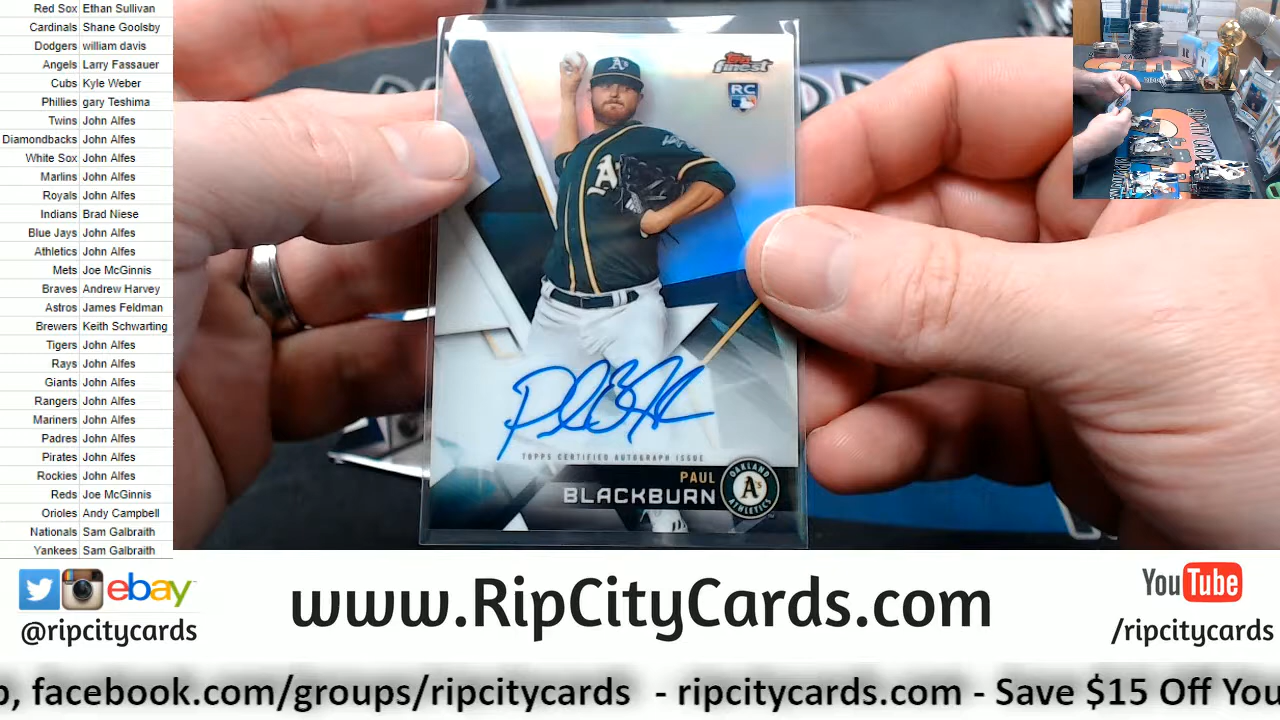 Red Sox Ethan Sullivan
Cardinals Shane Goolsby
Dodgers william davis
Angels Larry Fassauer
Cubs Kyle Weber
Phillies gary Teshima
Twins John Alfes
Diamondbacks John Alfes
White Sox John Alfes
Marlins John Alfes
Royals John Alfes
Indians Brad Niese
Blue Jays John Alfes
Athletics John Alfes
Mets Joe McGinnis
Braves Andrew Harvey
Astros James Feldman
Brewers Keith Schwarting
Tigers John Alfes
Rays John Alfes
Giants John Alfes
Rangers John Alfes
Mariners John Alfes
Padres John Alfes
Pirates John Alfes
Rockies John Alfes
Reds Joe McGinnis
Orioles Andy Campbell
Nationals Sam Galbraith
Yankees Sam Galbraith
A's
Topps
finest
RC
A's
TOPPS CERTIFIED AUTOGRAPH ISSUE
PAUL
BLACKBURN
OAKLAND
A's
ATHLETICS
ebay
@ripcitycards
www.RipCityCards.com
YouTube
/ripcitycards
facebook.com/groups/ripcitycards - ripcitycards.com - Save $15 Off